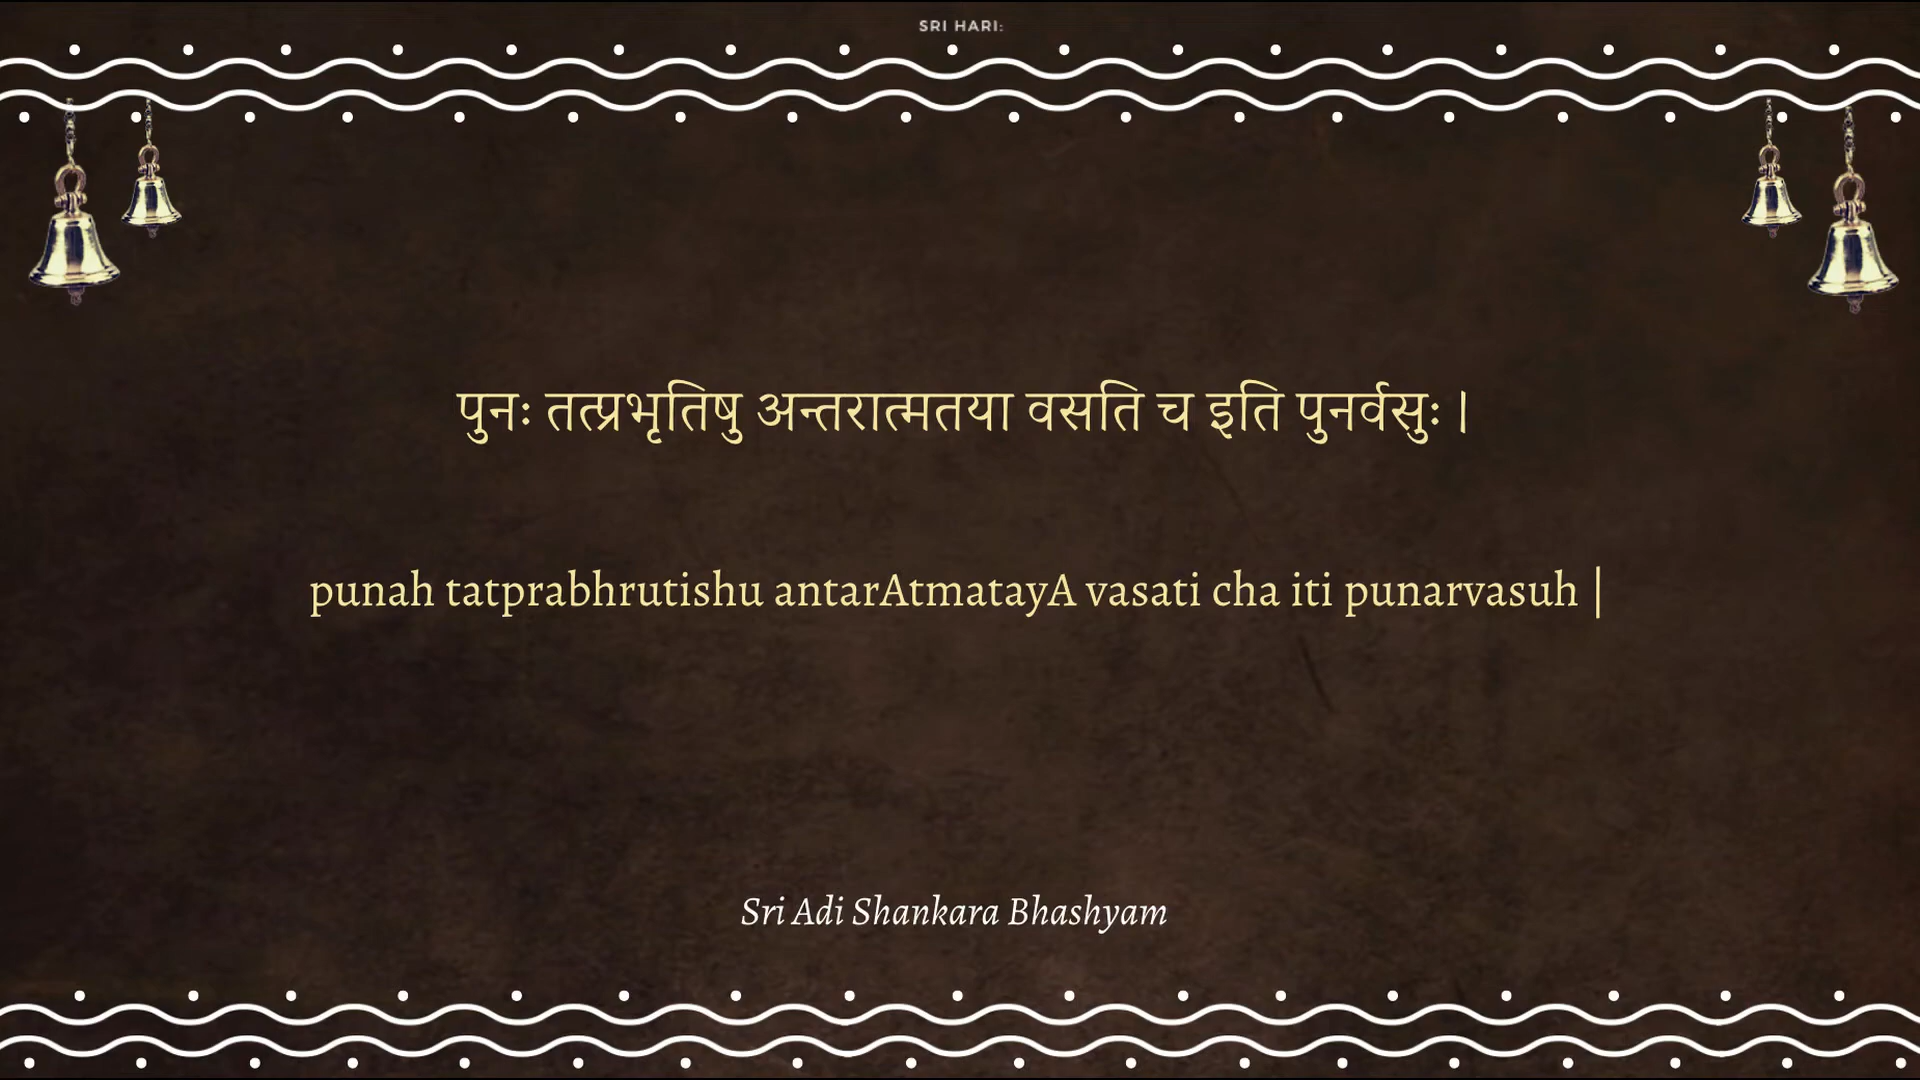 SRI HARI:
पुनः तत्प्रभृतिषु अन्तरात्मतया वसति च इति पुनर्वसुः |
punah tatprabhrutishu antarAtmatayA vasati cha iti punarvasuh |
Sri Adi Shankara Bhashyam